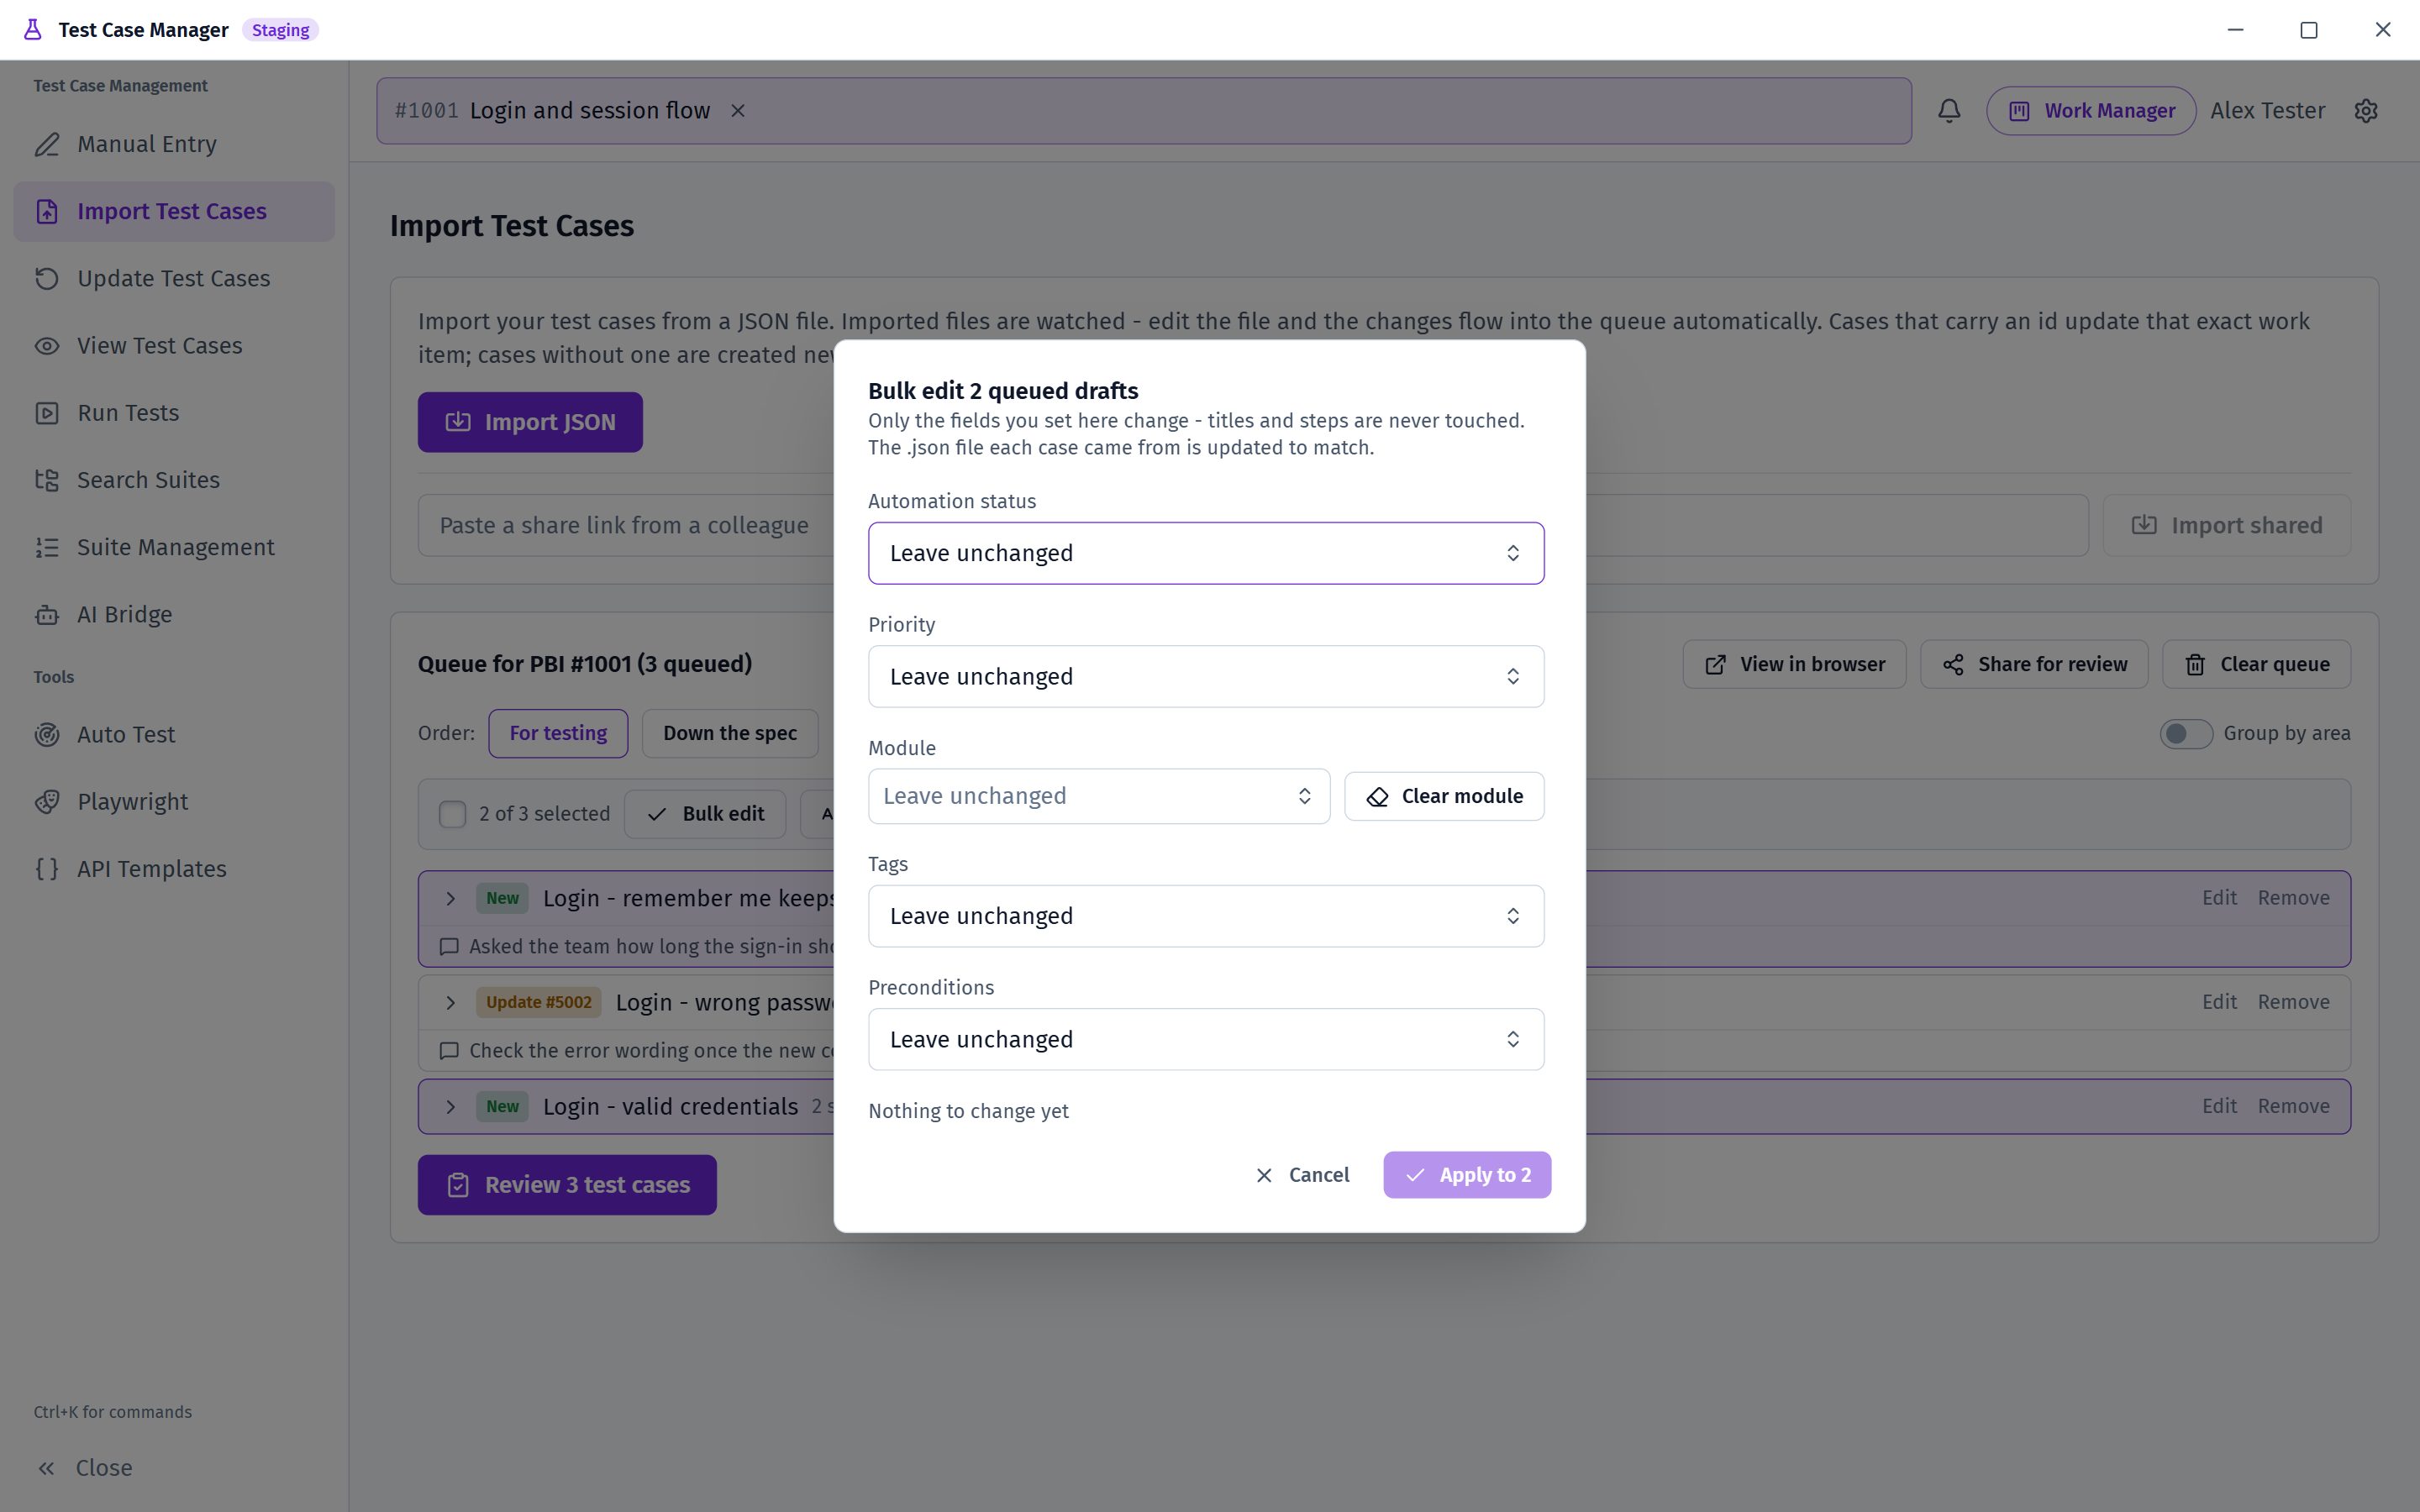 Test Case Manager Staging
Test Case Management
Manual Entry
Import Test Cases
Update Test Cases
View Test Cases
Run Tests
Search Suites
Suite Management
AI Bridge
Tools
Auto Test
Playwright
API Templates
Ctrl+K for commands
Close
#1001 Login and session flow
Work Manager
Alex Tester
Import Test Cases
Import your test cases from a JSON file. Imported files are watched - edit the file and the changes flow into the queue automatically. Cases that carry an id update that exact work
item; cases without one are created
Import JSON
Paste a share link from a colleague
Import shared
Queue for PBI #1001 (3 queued)
View in browser
Share for review
Clear queue
Order:
For testing
Down the spec
Group by area
2 of 3 selected
Bulk edit
New Login - remember me keeps
Edit Remove
Asked the team how long the sign-in
Update #5002 Login - wrong
Edit Remove
Check the error wording once the new
New Login - valid credentials 2
Edit Remove
Review 3 test cases
Bulk edit 2 queued drafts
Only the fields you set here change - titles and steps are never touched.
The .json file each case came from is updated to match.
Automation status
Leave unchanged
Priority
Leave unchanged
Module
Leave unchanged
Clear module
Tags
Leave unchanged
Preconditions
Leave unchanged
Nothing to change yet
Cancel
Apply to 2